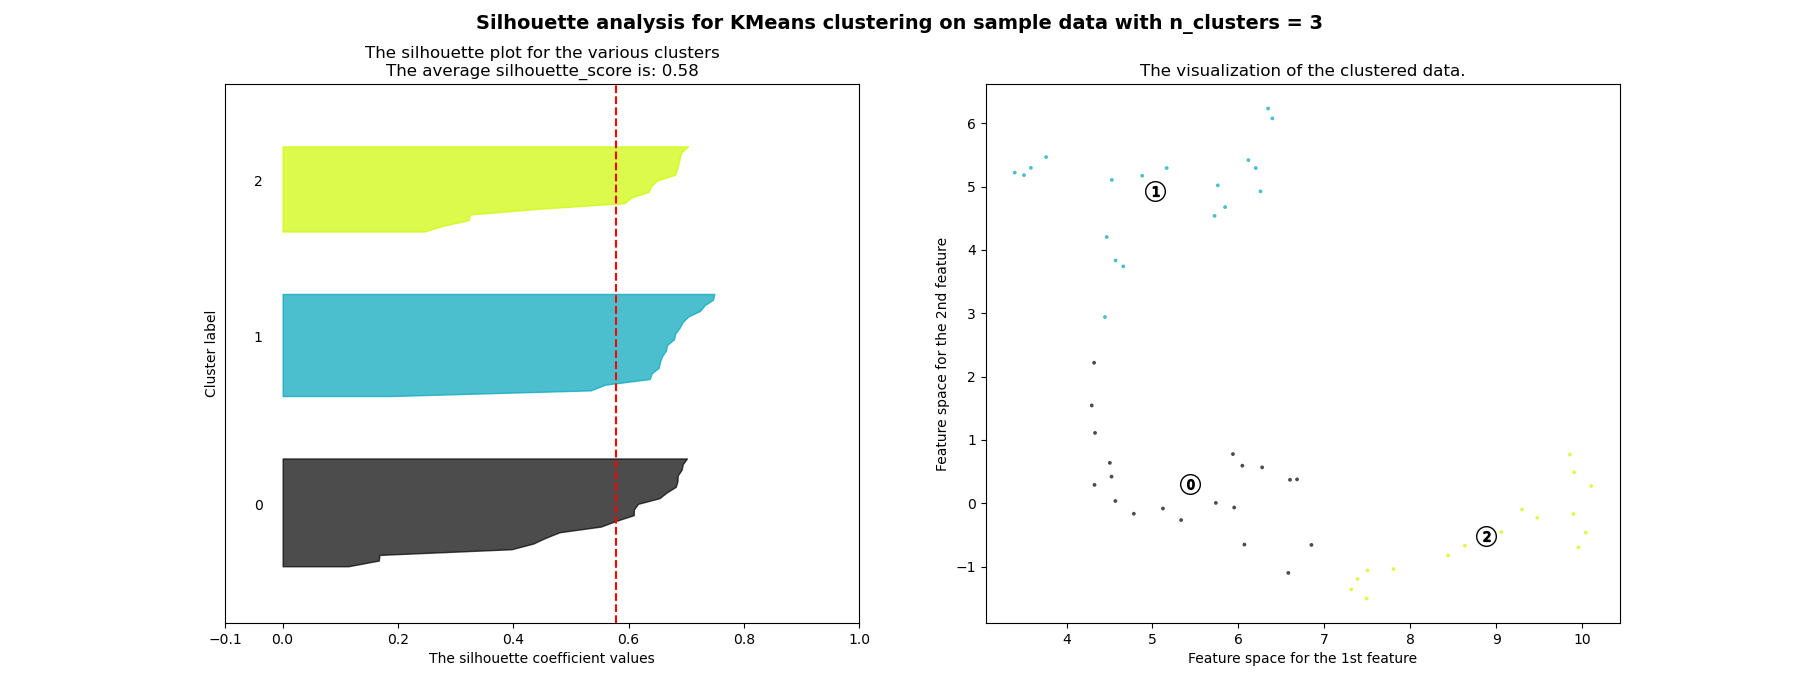 Silhouette analysis for KMeans clustering on sample data with n_clusters = 3
The silhouette plot for the various clusters
The average silhouette_score is: 0.58
Cluster label
2
1
0
−0.1 0.0 0.2 0.4 0.6 0.8 1.0
The silhouette coefficient values
The visualization of the clustered data.
Feature space for the 2nd feature
6
5
4
3
2
1
0
−1
1
0
2
4 5 6 7 8 9 10
Feature space for the 1st feature